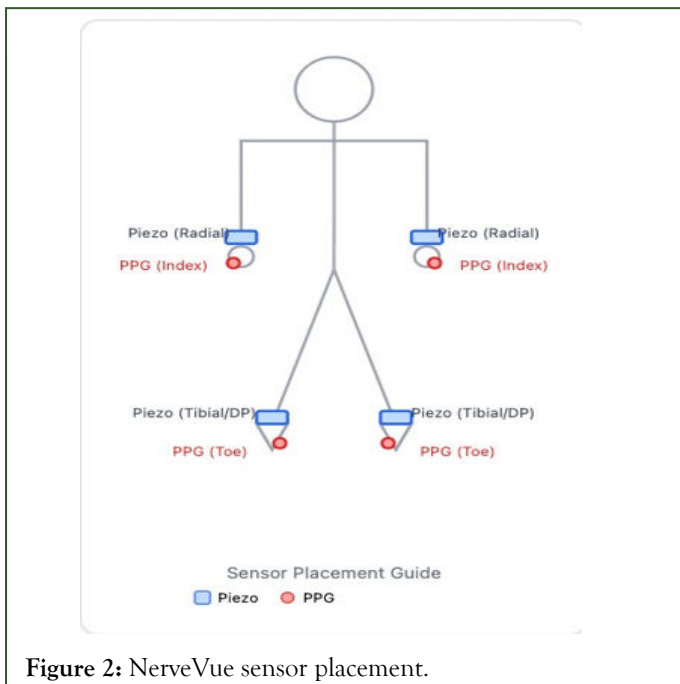 Piezo (Radial) Piezo (Radial)
PPG (Index) PPG (Index)
Piezo (Tibial/DP) Piezo (Tibial/DP)
PPG (Toe) PPG (Toe)
Sensor Placement Guide
Piezo PPG
Figure 2: NerveVue sensor placement.